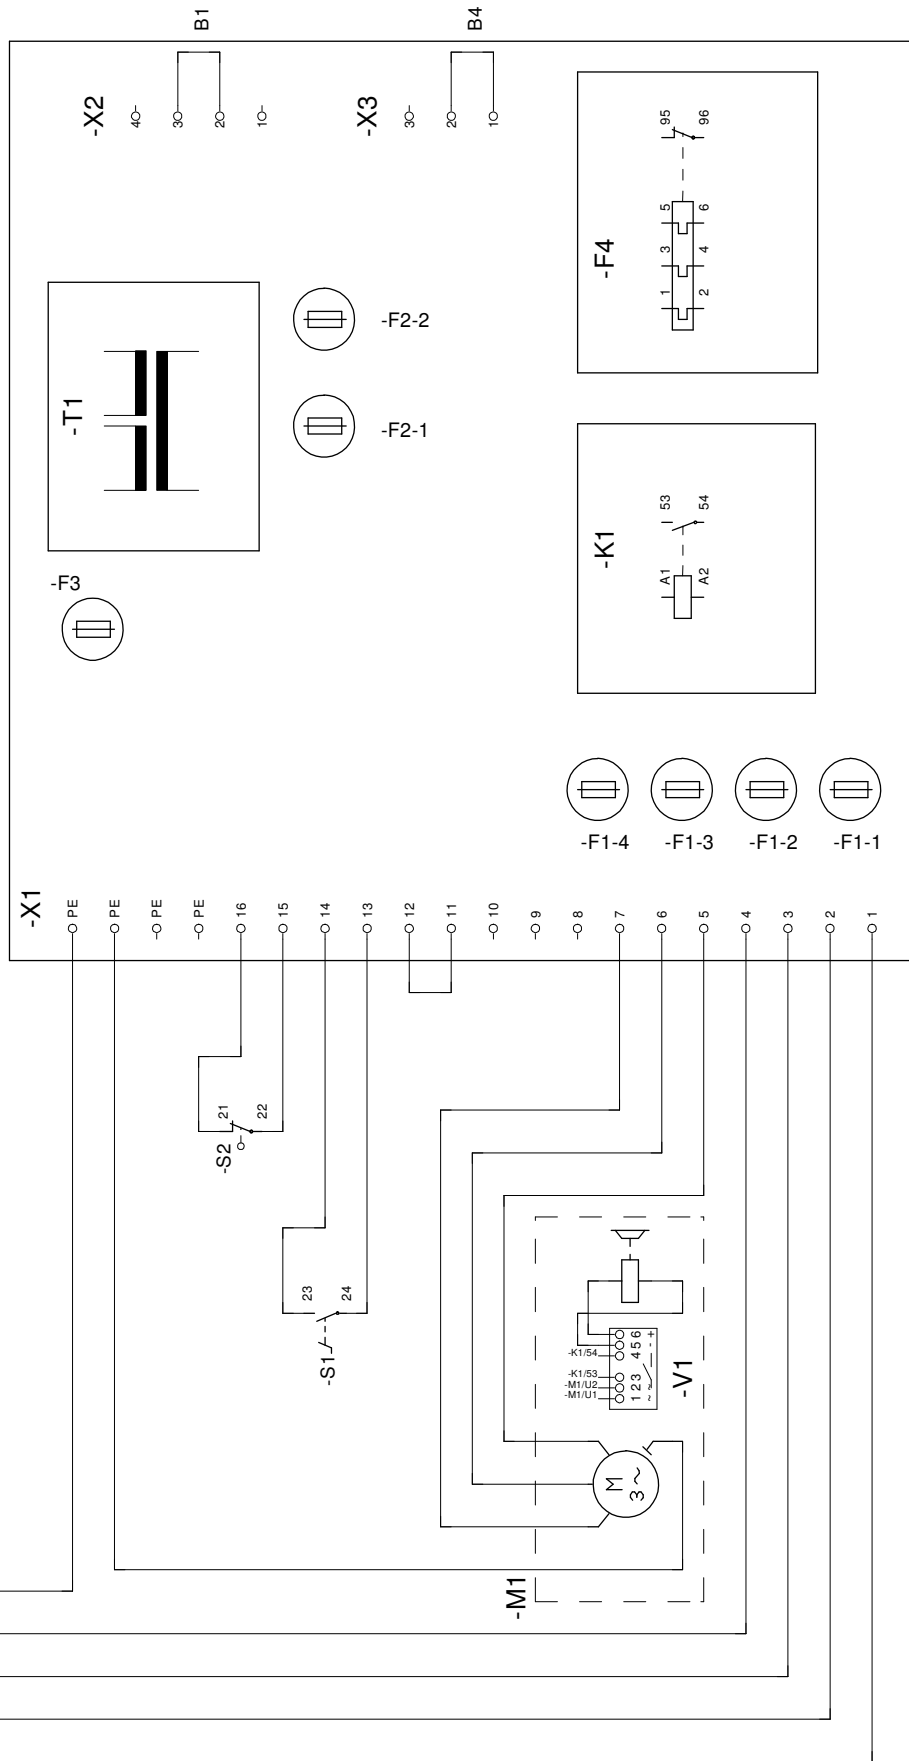 B1
B4
-X2
4
3
2
1
-X3
3
2
1
-T1
-F2-2
-F2-1
-F3
-F4
1
3
5
2
4
6
95
96
-K1
A1
A2
53
54
-F1-4
-F1-3
-F1-2
-F1-1
-X1
PE
PE
PE
PE
16
15
14
13
12
11
10
9
8
7
6
5
4
3
2
1
-S2
21
22
-S1
23
24
-M1
M
3~
-V1
-K1/54
-K1/53
-M1/U2
-M1/U1
1 2 3 4 5 6
~ ~ - +